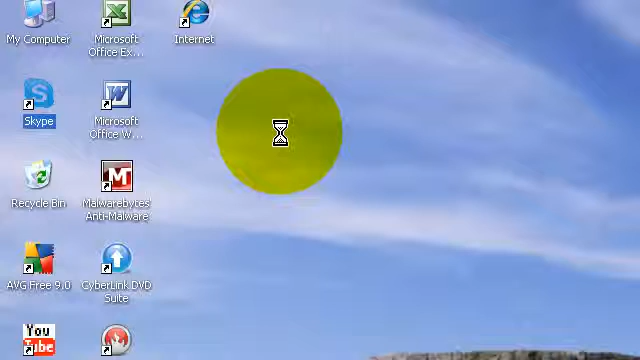 My Computer
Microsoft
Office Ex...
Internet
Skype
Microsoft
Office W...
Recycle Bin
Malwarebytes'
Anti-Malware
AVG Free 9.0
CyberLink DVD
Suite
You
Tube